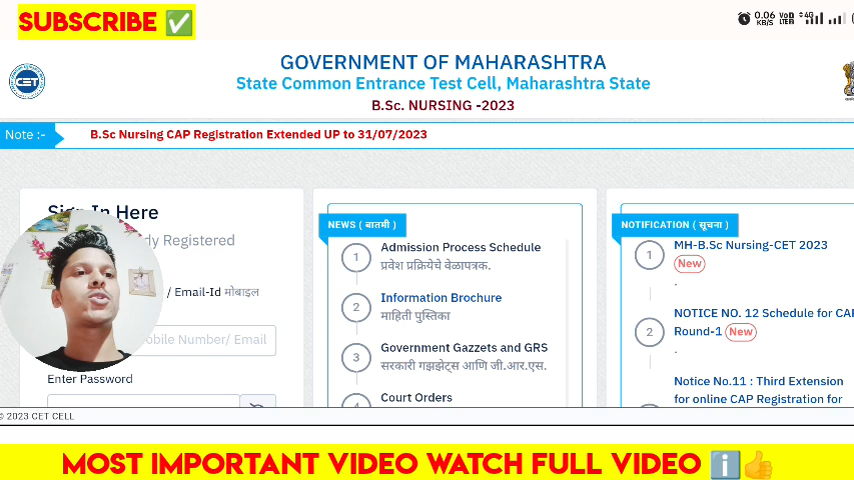 SUBSCRIBE ✅
0.06 KB/S VoD LTE 4G
GOVERNMENT OF MAHARASHTRA
State Common Entrance Test Cell, Maharashtra State
B.Sc. NURSING -2023
CET
Note :-
B.Sc Nursing CAP Registration Extended UP to 31/07/2023
Sign In Here
dy Registered
/ Email-Id मोबाइल
obile Number/ Email
Enter Password
NEWS ( बातमी )
1 Admission Process Schedule
प्रवेश प्रक्रियेचे वेळापत्रक.
2 Information Brochure
माहिती पुस्तिका
3 Government Gazzets and GRS
सरकारी गझझेट्स आणि जी.आर.एस.
4 Court Orders
NOTIFICATION ( सूचना )
1 MH-B.Sc Nursing-CET 2023
New
.
2 NOTICE NO. 12 Schedule for CAP
Round-1 New
.
Notice No.11 : Third Extension
for online CAP Registration for
© 2023 CET CELL
MOST IMPORTANT VIDEO WATCH FULL VIDEO ℹ️👍